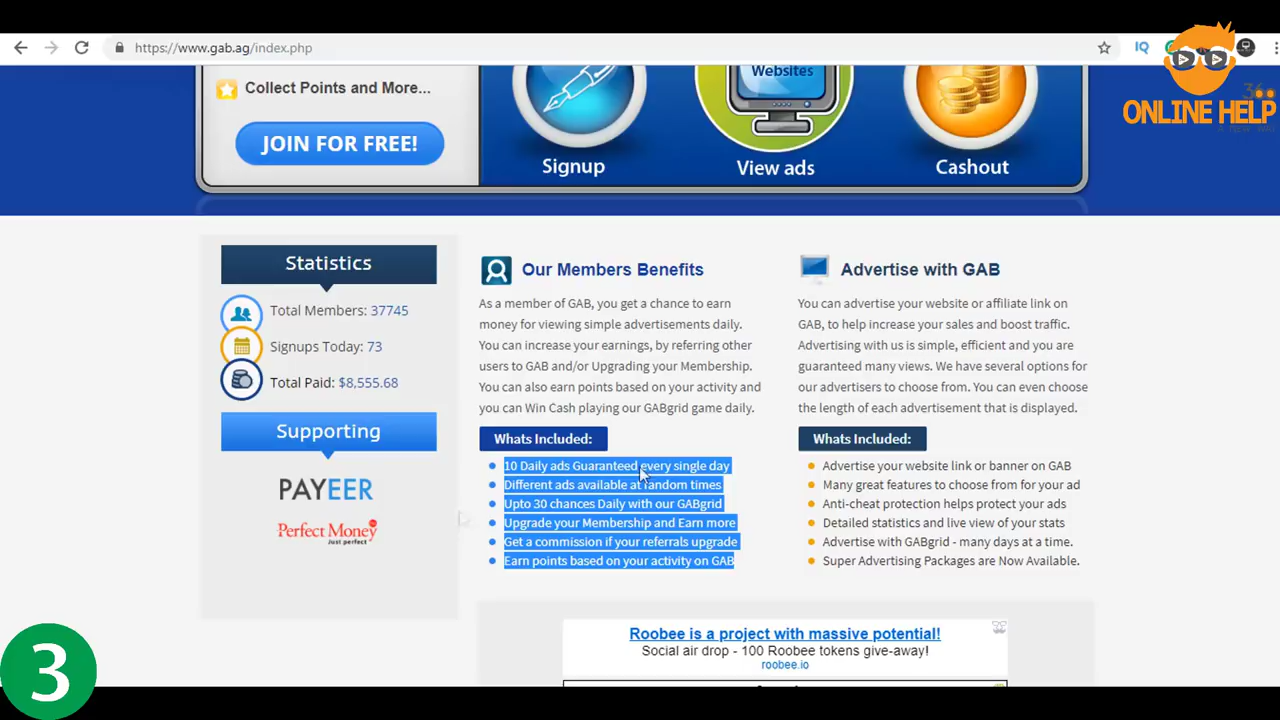 https://www.gab.ag/index.php
IQ
ONLINE HELP
Collect Points and More...
JOIN FOR FREE!
Websites
Signup
View ads
Cashout
Statistics
Total Members: 37745
Signups Today: 73
Total Paid: $8,555.68
Supporting
PAYEER
Perfect Money
Just perfect
Our Members Benefits
As a member of GAB, you get a chance to earn
money for viewing simple advertisements daily.
You can increase your earnings, by referring other
users to GAB and/or Upgrading your Membership.
You can also earn points based on your activity and
you can Win Cash playing our GABgrid game daily.
Whats Included:
10 Daily ads Guaranteed every single day
Different ads available at random times
Upto 30 chances Daily with our GABgrid
Upgrade your Membership and Earn more
Get a commission if your referrals upgrade
Earn points based on your activity on GAB
Advertise with GAB
You can advertise your website or affiliate link on
GAB, to help increase your sales and boost traffic.
Advertising with us is simple, efficient and you are
guaranteed many views. We have several options for
our advertisers to choose from. You can even choose
the length of each advertisement that is displayed.
Whats Included:
Advertise your website link or banner on GAB
Many great features to choose from for your ad
Anti-cheat protection helps protect your ads
Detailed statistics and live view of your stats
Advertise with GABgrid - many days at a time.
Super Advertising Packages are Now Available.
Roobee is a project with massive potential!
Social air drop - 100 Roobee tokens give-away!
roobee.io
3